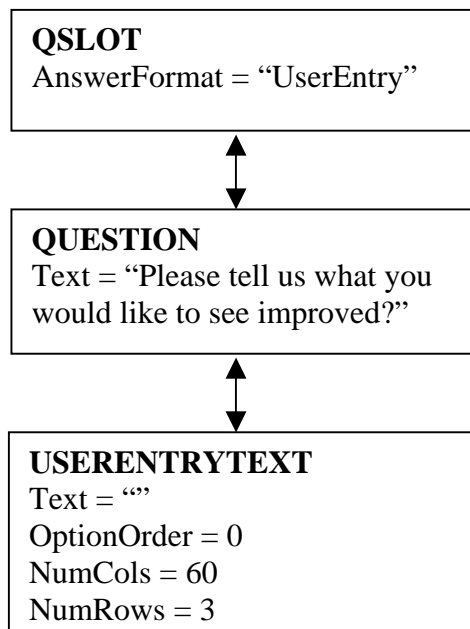 QSLOT
AnswerFormat = “UserEntry”
QUESTION
Text = “Please tell us what you
would like to see improved?”
USERENTRYTEXT
Text = “”
OptionOrder = 0
NumCols = 60
NumRows = 3